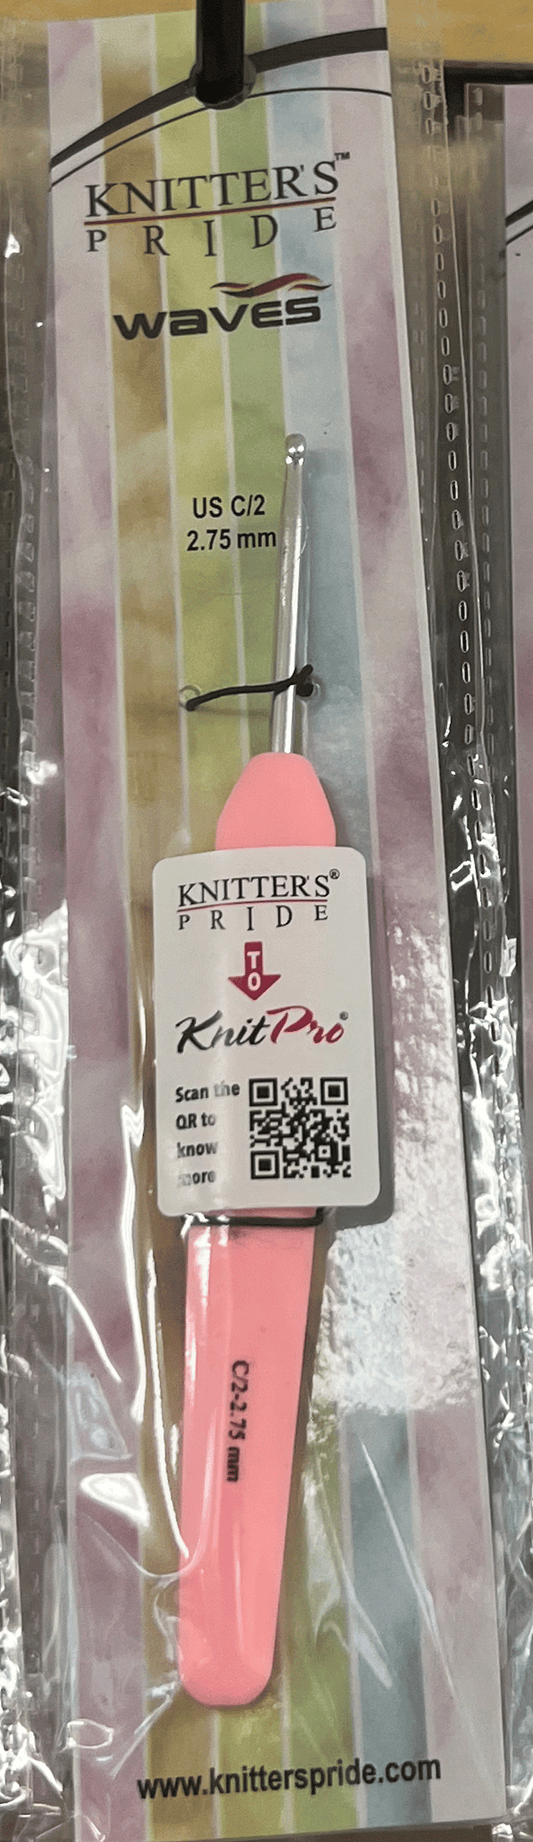 KNITTER'S™
PRIDE
waves
US C/2
2.75 mm
KNITTER'S®
PRIDE
TO
KnitPro®
Scan the
QR to
know
more
C/2-2.75 mm
www.knitterspride.com